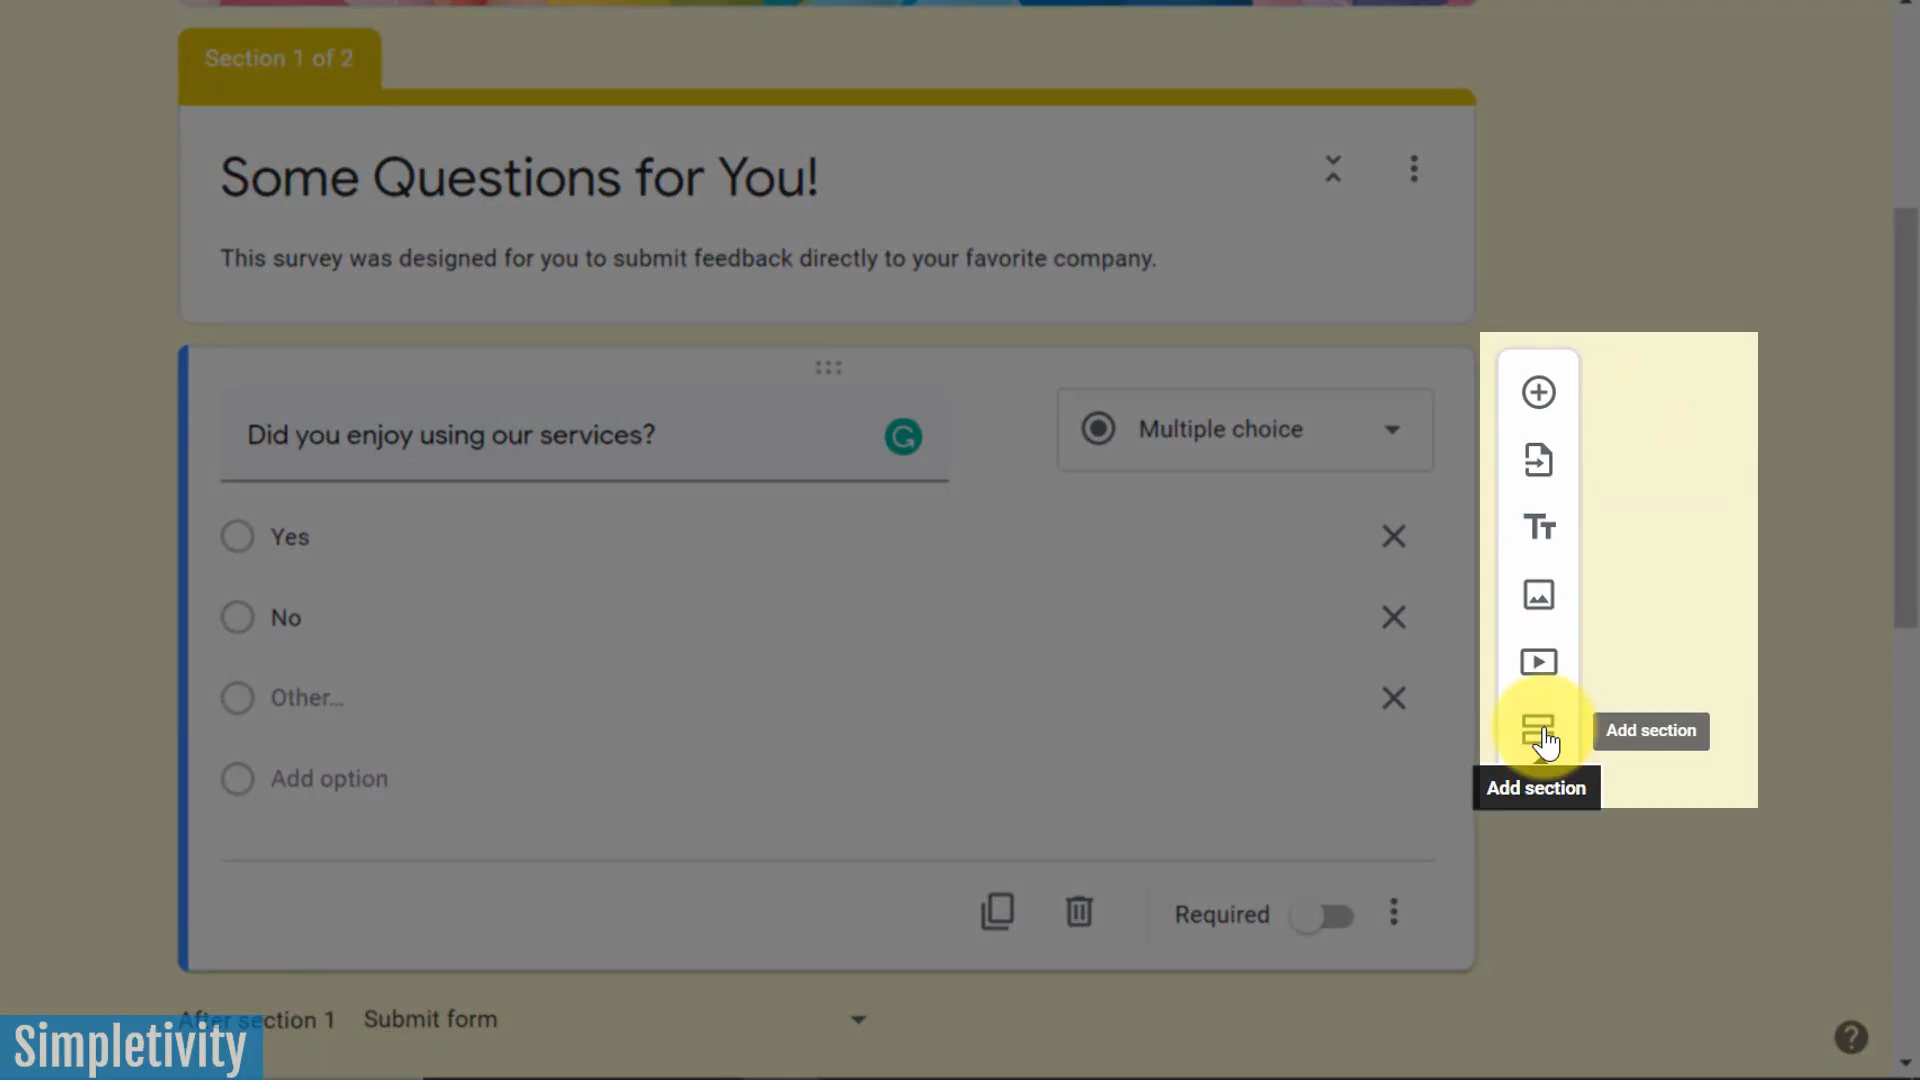 Section 1 of 2
Some Questions for You!
This survey was designed for you to submit feedback directly to your favorite company.
Did you enjoy using our services?
Multiple choice
Yes
No
Other...
Add option
Add section
Add section
Required
After section 1 Submit form
Simpletivity